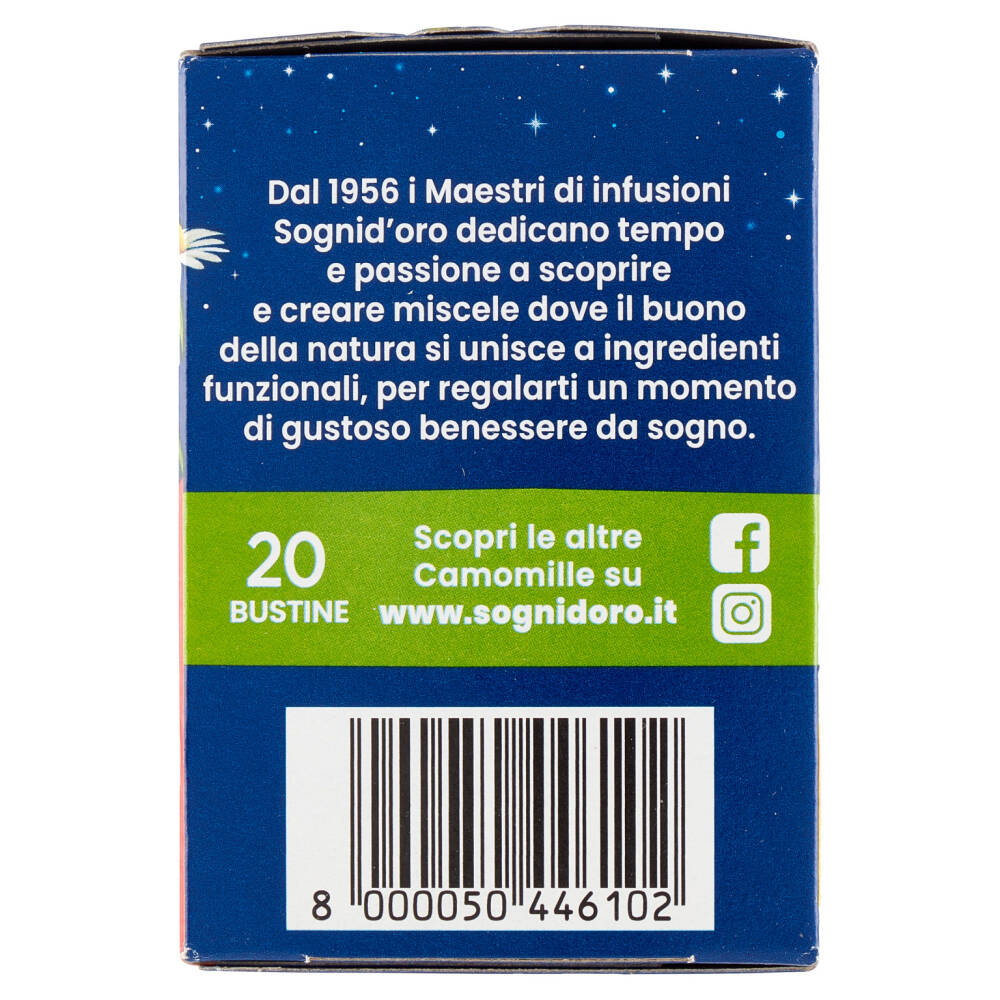 Dal 1956 i Maestri di infusioni
Sognid'oro dedicano tempo
e passione a scoprire
e creare miscele dove il buono
della natura si unisce a ingredienti
funzionali, per regalarti un momento
di gustoso benessere da sogno.
20
BUSTINE
Scopri le altre
Camomille su
www.sognidoro.it
8 000050 446102